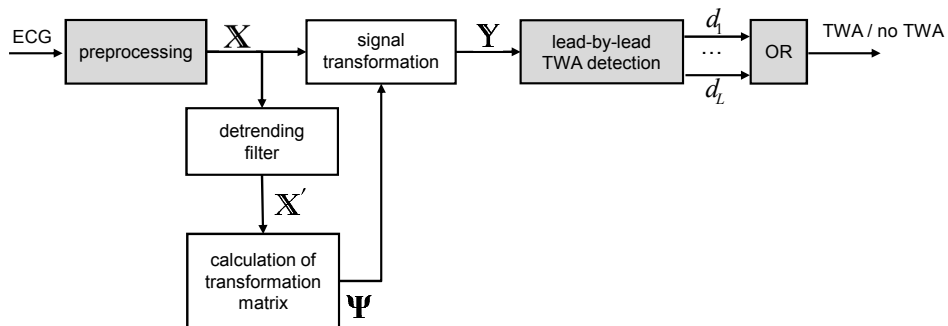 ECG
preprocessing
𝕏
signal
transformation
𝕐
lead-by-lead
TWA detection
d₁
...
d_L
OR
TWA / no TWA
detrending
filter
𝕏′
calculation of
transformation
matrix
Ψ